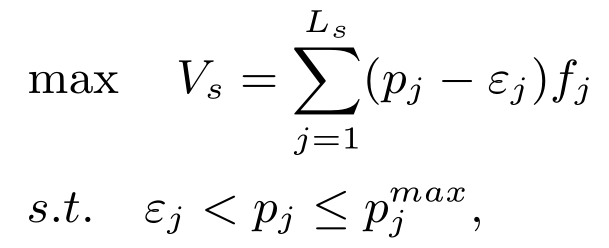 max V_s = \sum_{j=1}^{L_s} (p_j - \varepsilon_j) f_j
s.t. \varepsilon_j < p_j \leq p_j^{max},